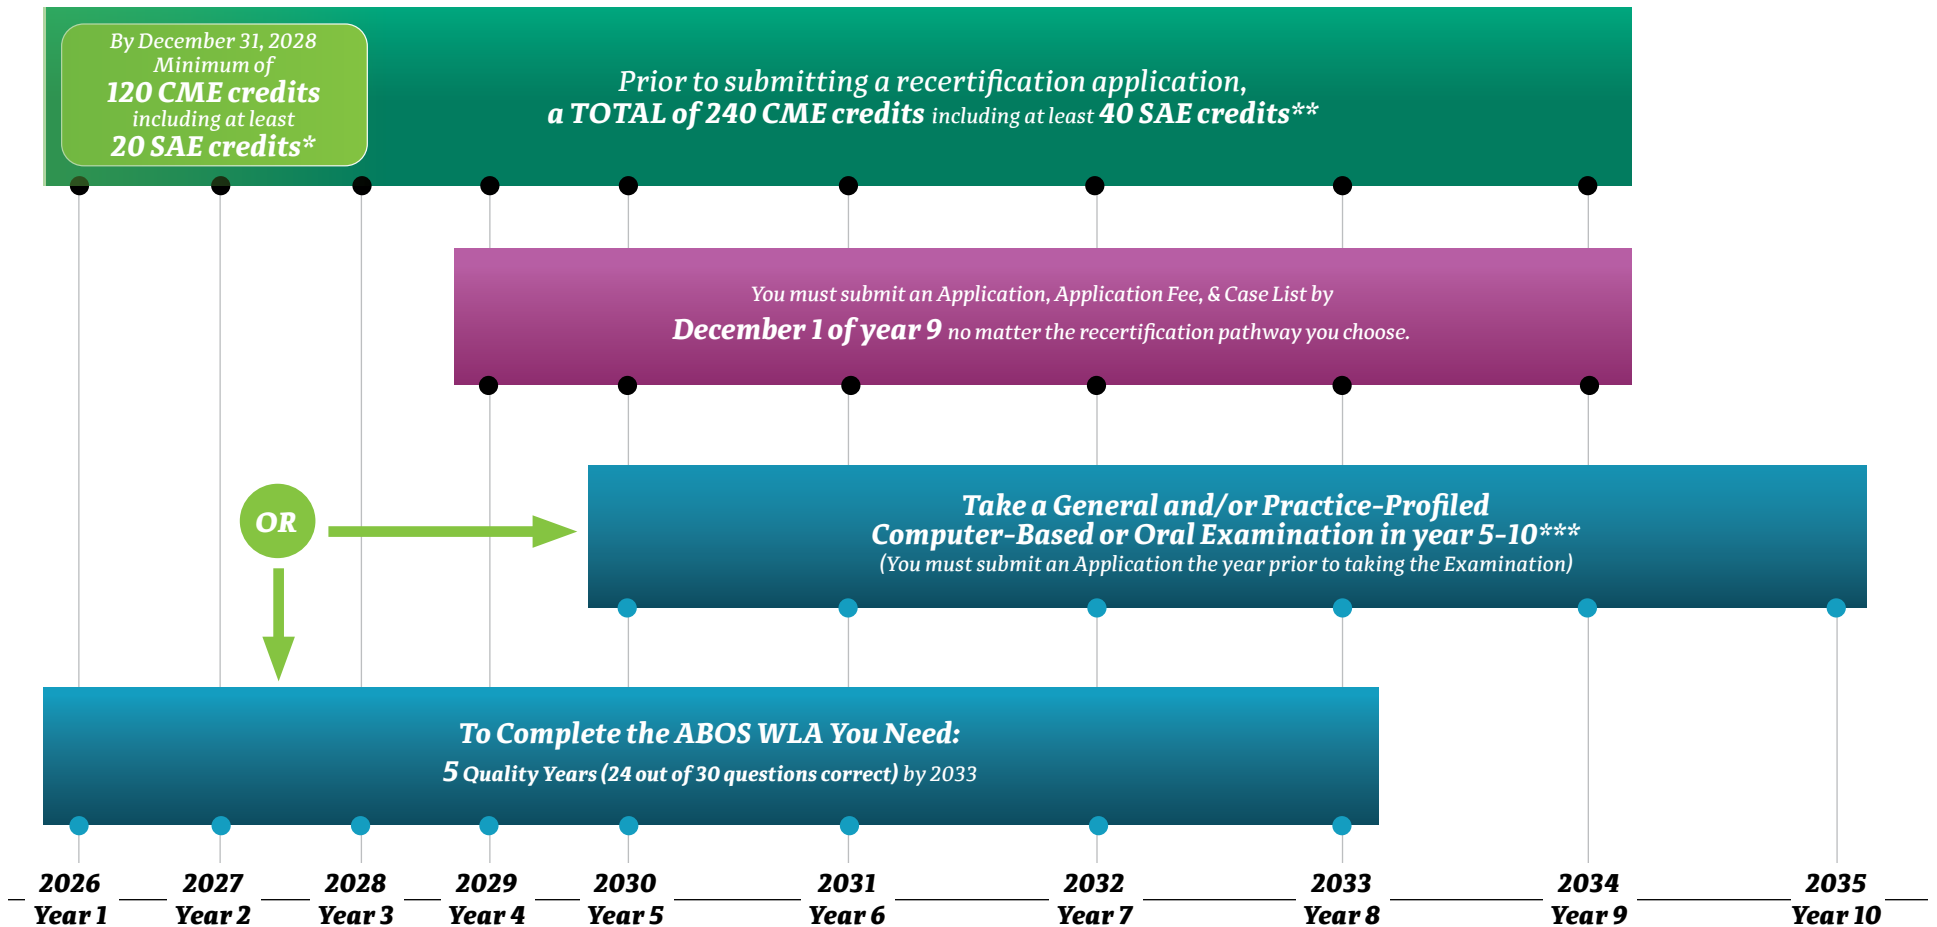 By December 31, 2028
Minimum of
120 CME credits
including at least
20 SAE credits*
Prior to submitting a recertification application,
a TOTAL of 240 CME credits including at least 40 SAE credits**
You must submit an Application, Application Fee, & Case List by
December 1 of year 9 no matter the recertification pathway you choose.
OR
Take a General and/or Practice-Profiled
Computer-Based or Oral Examination in year 5-10***
(You must submit an Application the year prior to taking the Examination)
To Complete the ABOS WLA You Need:
5 Quality Years (24 out of 30 questions correct) by 2033
2026 2027 2028 2029 2030 2031 2032 2033 2034 2035
Year 1 Year 2 Year 3 Year 4 Year 5 Year 6 Year 7 Year 8 Year 9 Year 10